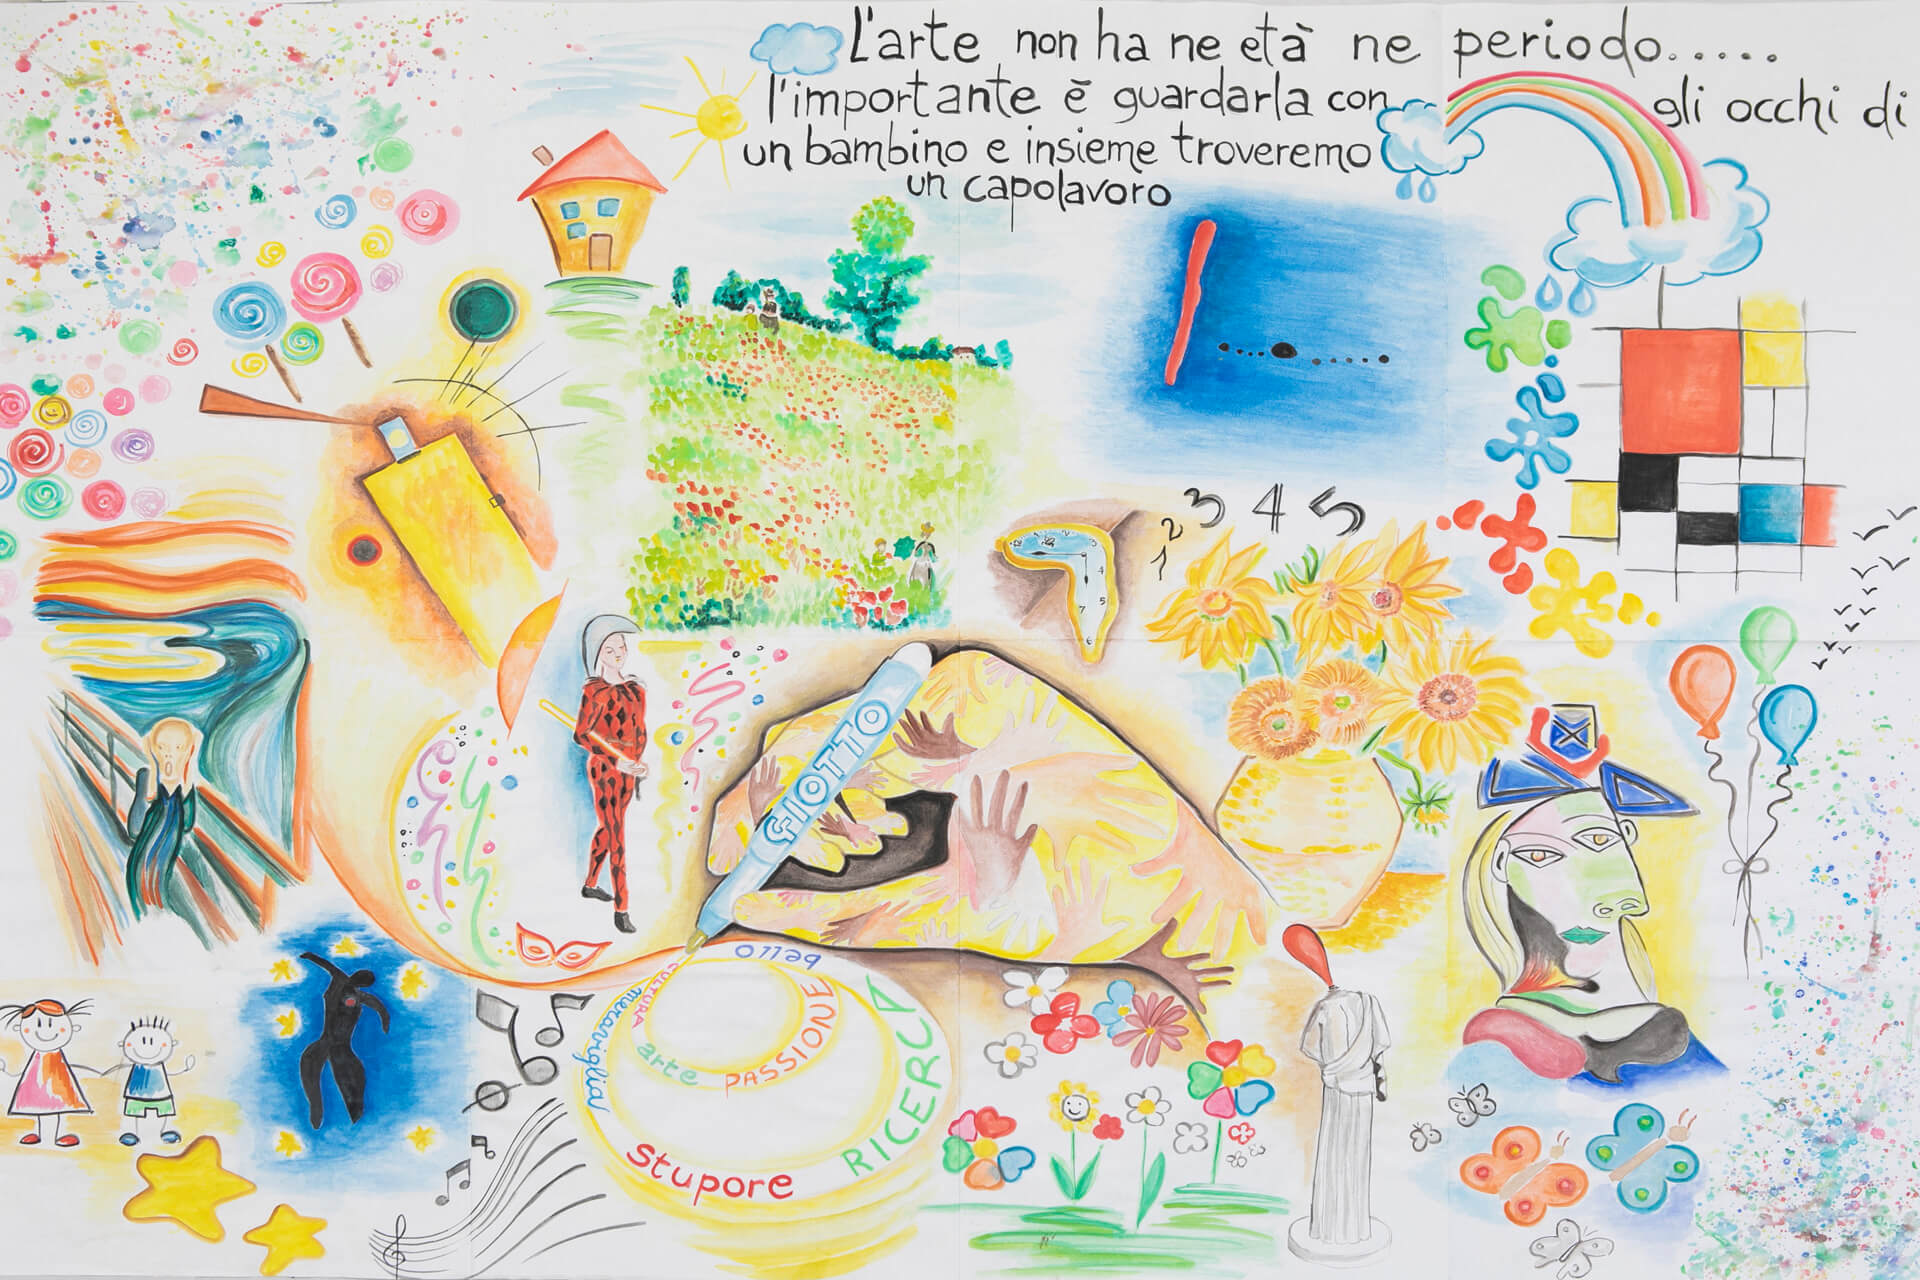 L'arte non ha ne età ne periodo.....
l'importante è guardarla con gli occhi di
un bambino e insieme troveremo
un capolavoro
1 2 3 4 5
GIOTTO
bello
CULTURA
meraviglia
arte
PASSIONE
RICERCA
stupore